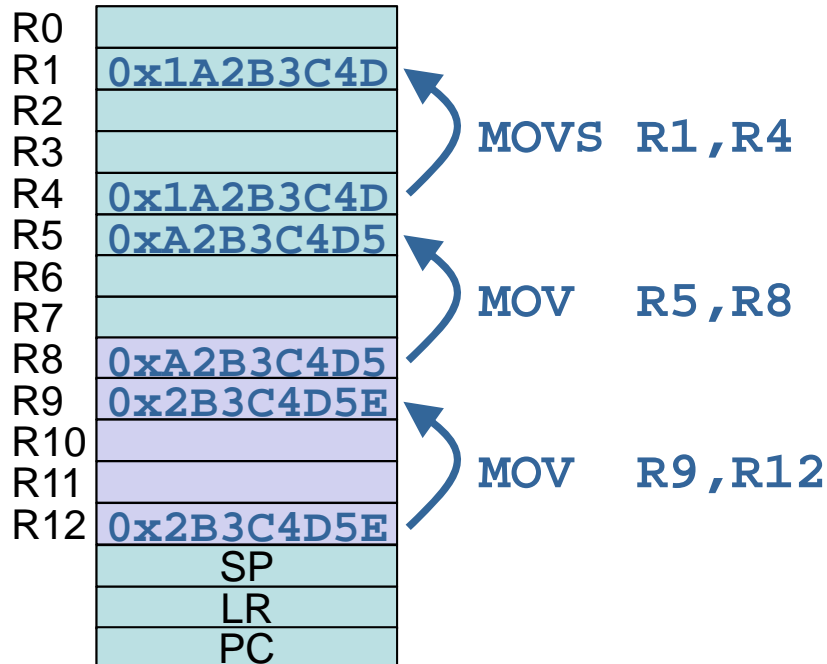 R0
R1 0x1A2B3C4D
R2
R3
MOVS R1,R4
R4 0x1A2B3C4D
R5 0xA2B3C4D5
R6
R7
MOV R5,R8
R8 0xA2B3C4D5
R9 0x2B3C4D5E
R10
R11
MOV R9,R12
R12 0x2B3C4D5E
SP
LR
PC